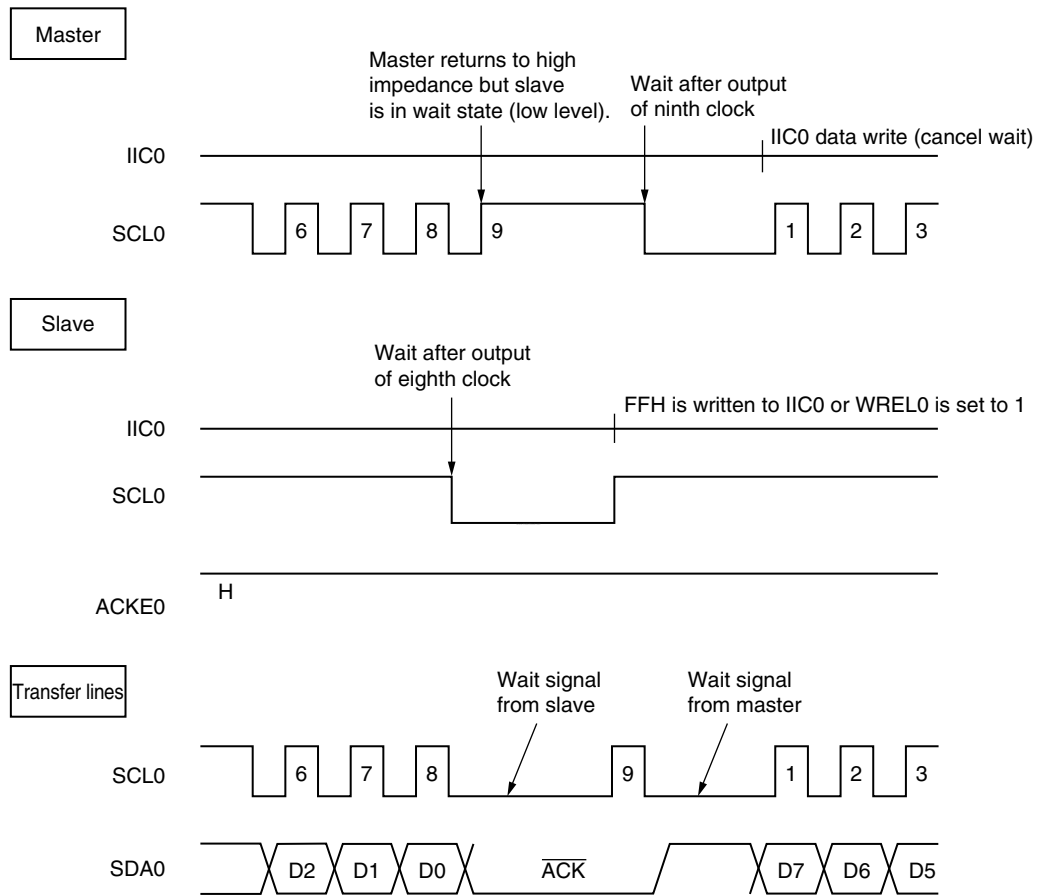 Master
Master returns to high
impedance but slave
is in wait state (low level).
Wait after output
of ninth clock
IIC0 data write (cancel wait)
IIC0
SCL0
6 7 8 9 1 2 3
Slave
Wait after output
of eighth clock
FFH is written to IIC0 or WREL0 is set to 1
IIC0
SCL0
H
ACKE0
Transfer lines
Wait signal
from slave
Wait signal
from master
SCL0
6 7 8 9 1 2 3
SDA0
D2 D1 D0 ACK D7 D6 D5